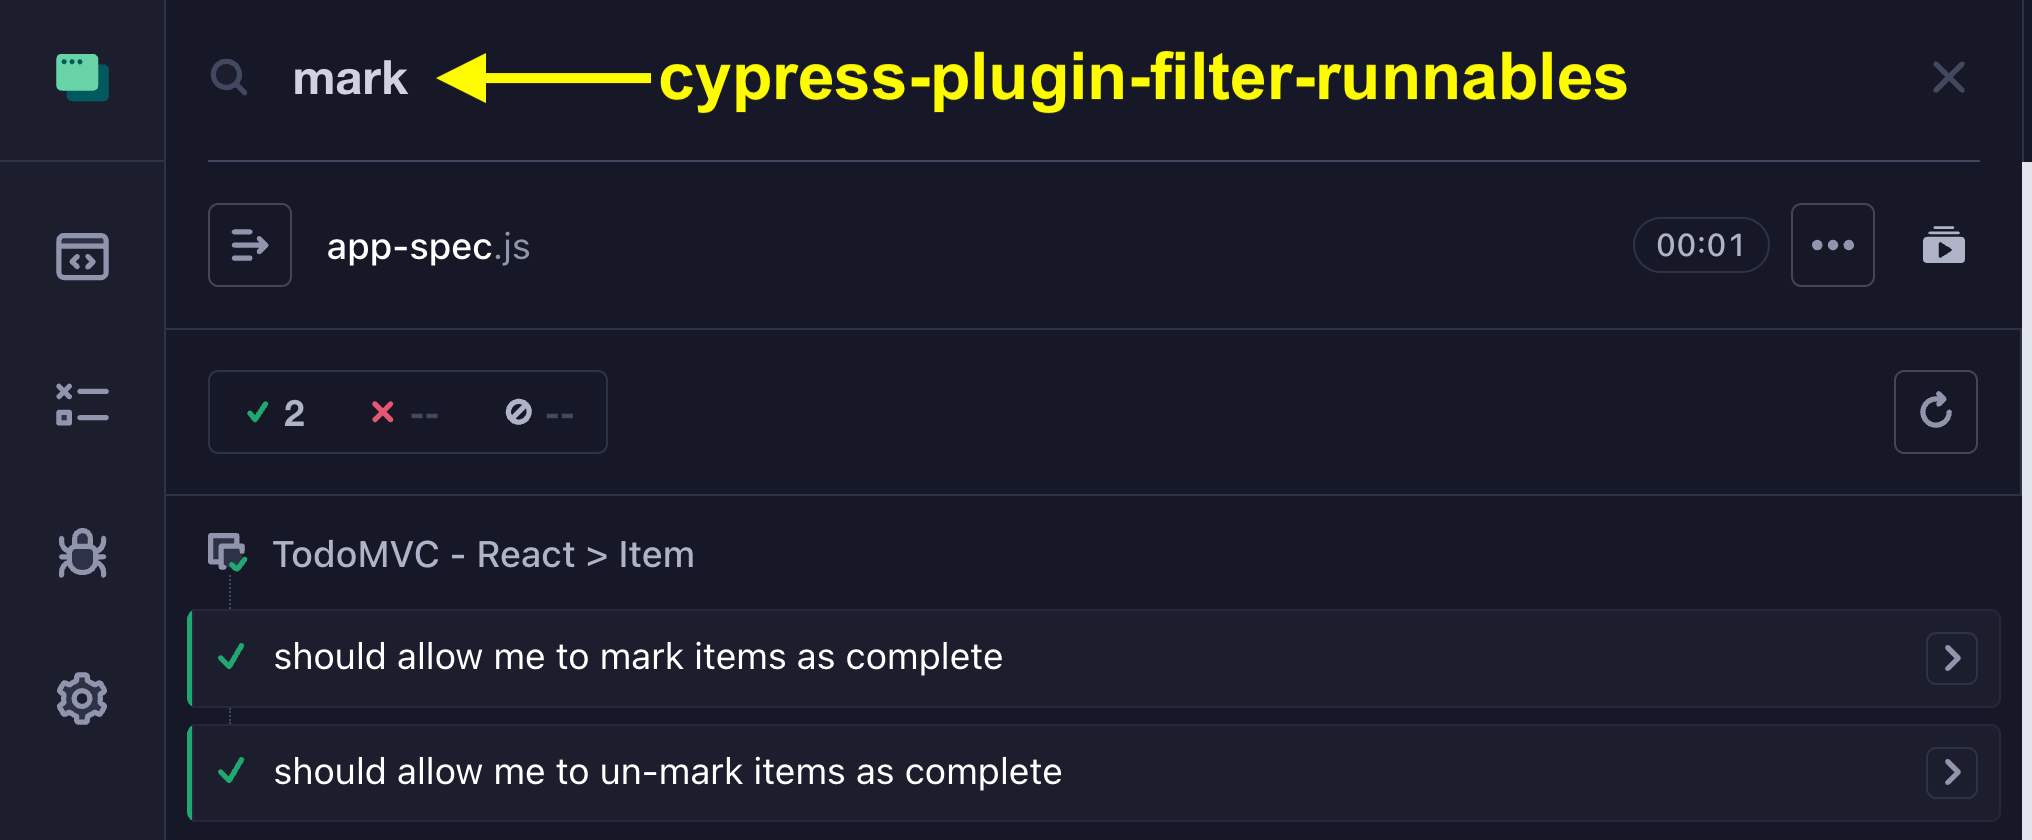 mark cypress-plugin-filter-runnables
app-spec.js 00:01
2 -- --
TodoMVC - React > Item
should allow me to mark items as complete
should allow me to un-mark items as complete